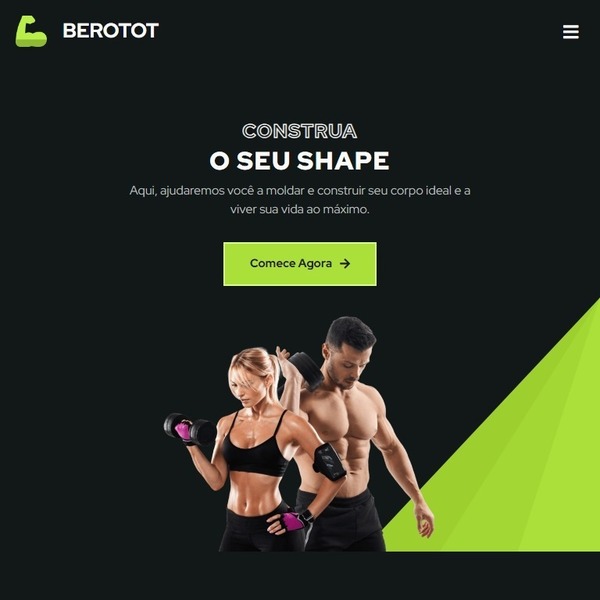 BEROTOT
CONSTRUA
O SEU SHAPE
Aqui, ajudaremos você a moldar e construir seu corpo ideal e a
viver sua vida ao máximo.
Comece Agora